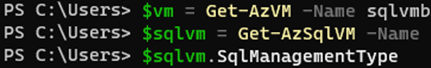 PS C:\Users> $vm = Get-AzVM -Name sqlvmb
PS C:\Users> $sqlvm = Get-AzSqlVM -Name
PS C:\Users> $sqlvm.SqlManagementType